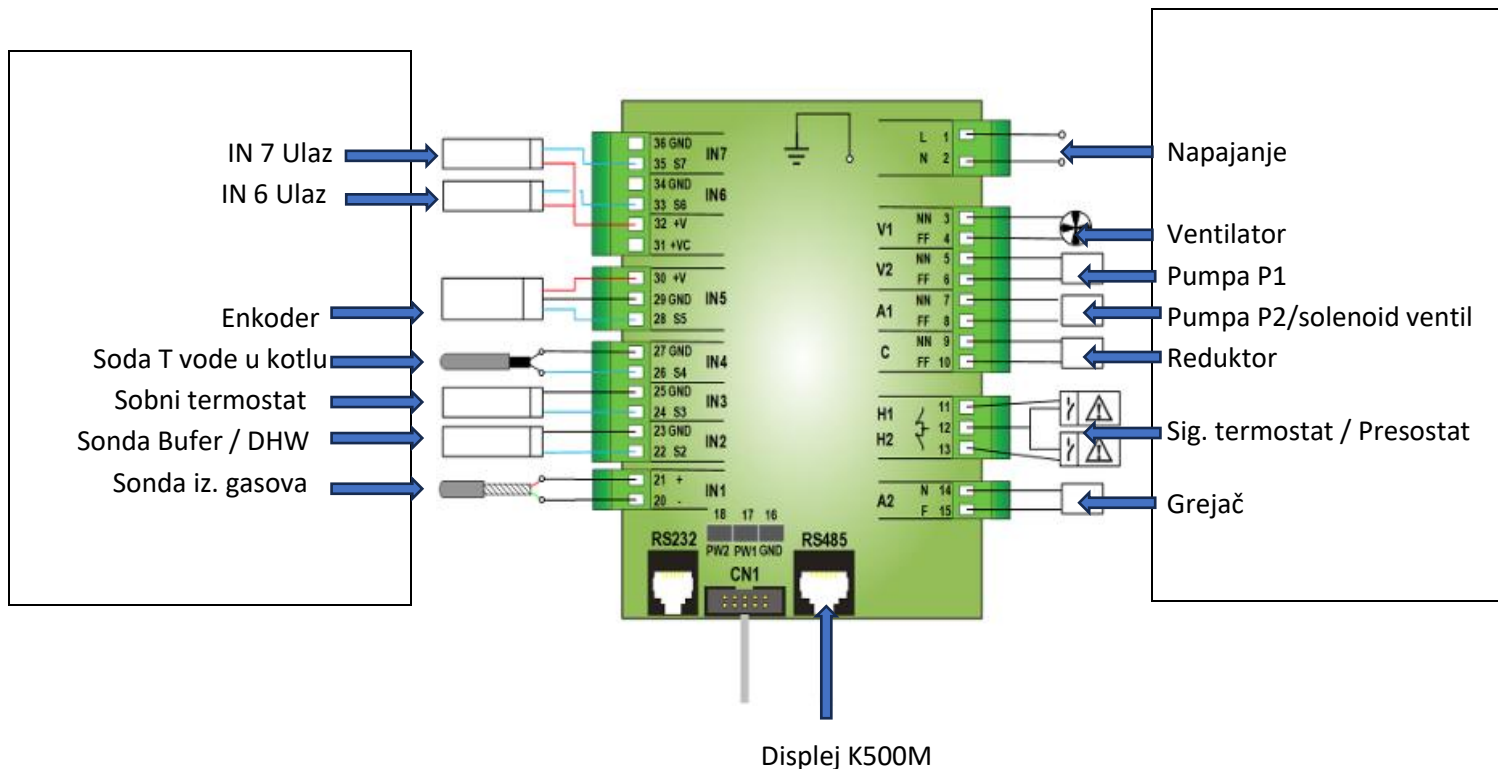 IN 7 Ulaz
IN 6 Ulaz
Enkoder
Soda T vode u kotlu
Sobni termostat
Sonda Bufer / DHW
Sonda iz. gasova
36 GND
35 S7
IN7
34 GND
33 S6
IN6
32 +V
31 +VC
30 +V
29 GND
IN5
28 S5
27 GND
IN4
26 S4
25 GND
IN3
24 S3
23 GND
IN2
22 S2
21 +
IN1
20 -
18 17 16
PW2 PW1 GND
RS232
CN1
RS485
L 1
N 2
V1
NN 3
FF 4
V2
NN 5
FF 6
A1
NN 7
FF 8
C
NN 9
FF 10
H1
H2
11
12
13
A2
N 14
F 15
Napajanje
Ventilator
Pumpa P1
Pumpa P2/solenoid ventil
Reduktor
Sig. termostat / Presostat
Grejač
Displej K500M